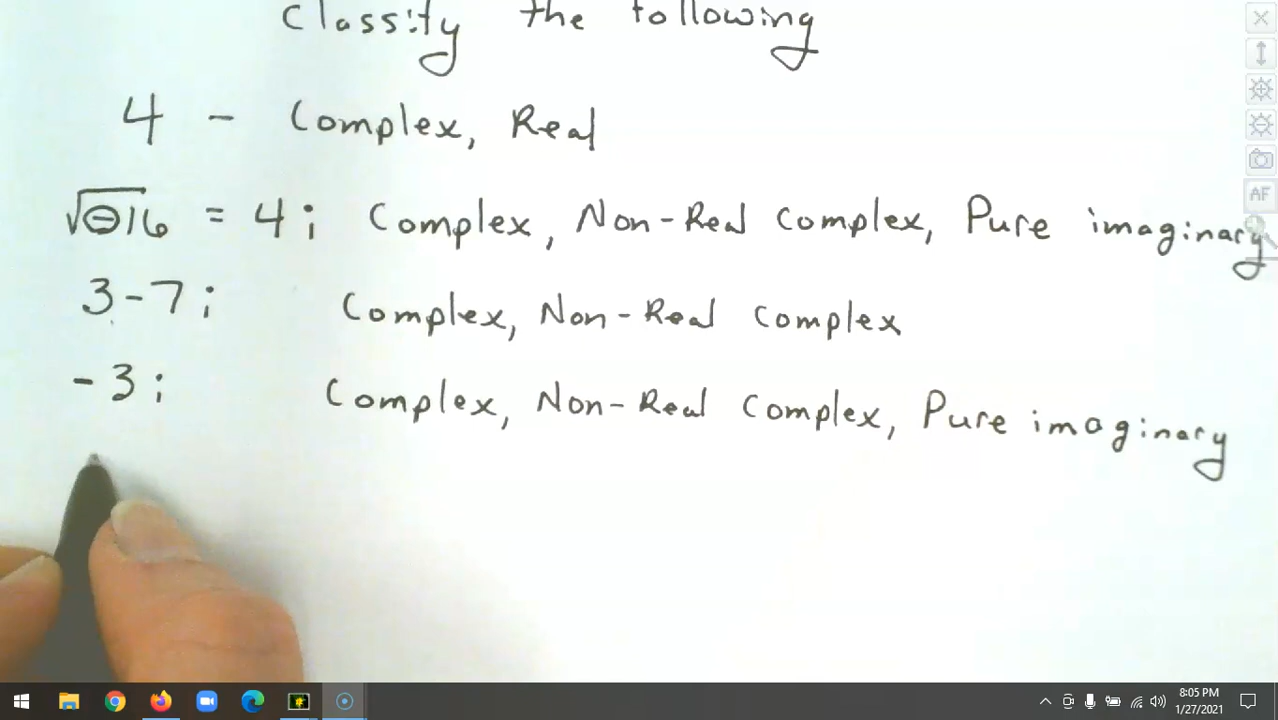 Classify the following
4 - Complex, Real
√-16 = 4i Complex, Non-Real complex, Pure imaginary
3-7i Complex, Non-Real complex
-3i Complex, Non-Real complex, Pure imaginary
AF
8:05 PM
1/27/2021